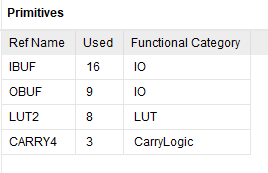 Primitives
Ref Name Used Functional Category
IBUF 16 IO
OBUF 9 IO
LUT2 8 LUT
CARRY4 3 CarryLogic